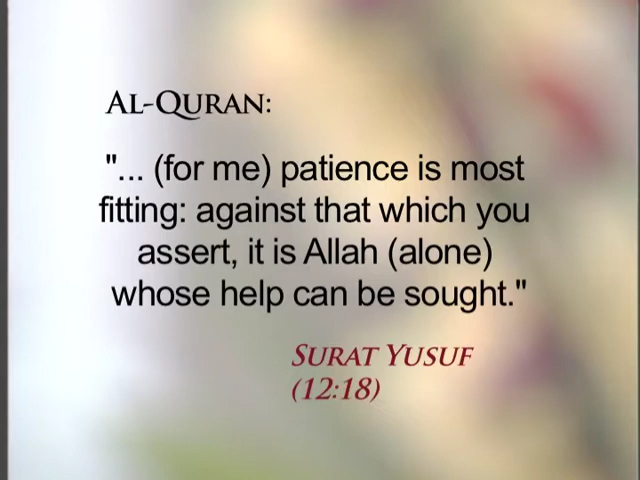 AL-QURAN:
"... (for me) patience is most
fitting: against that which you
assert, it is Allah (alone)
whose help can be sought."
SURAT YUSUF
(12:18)